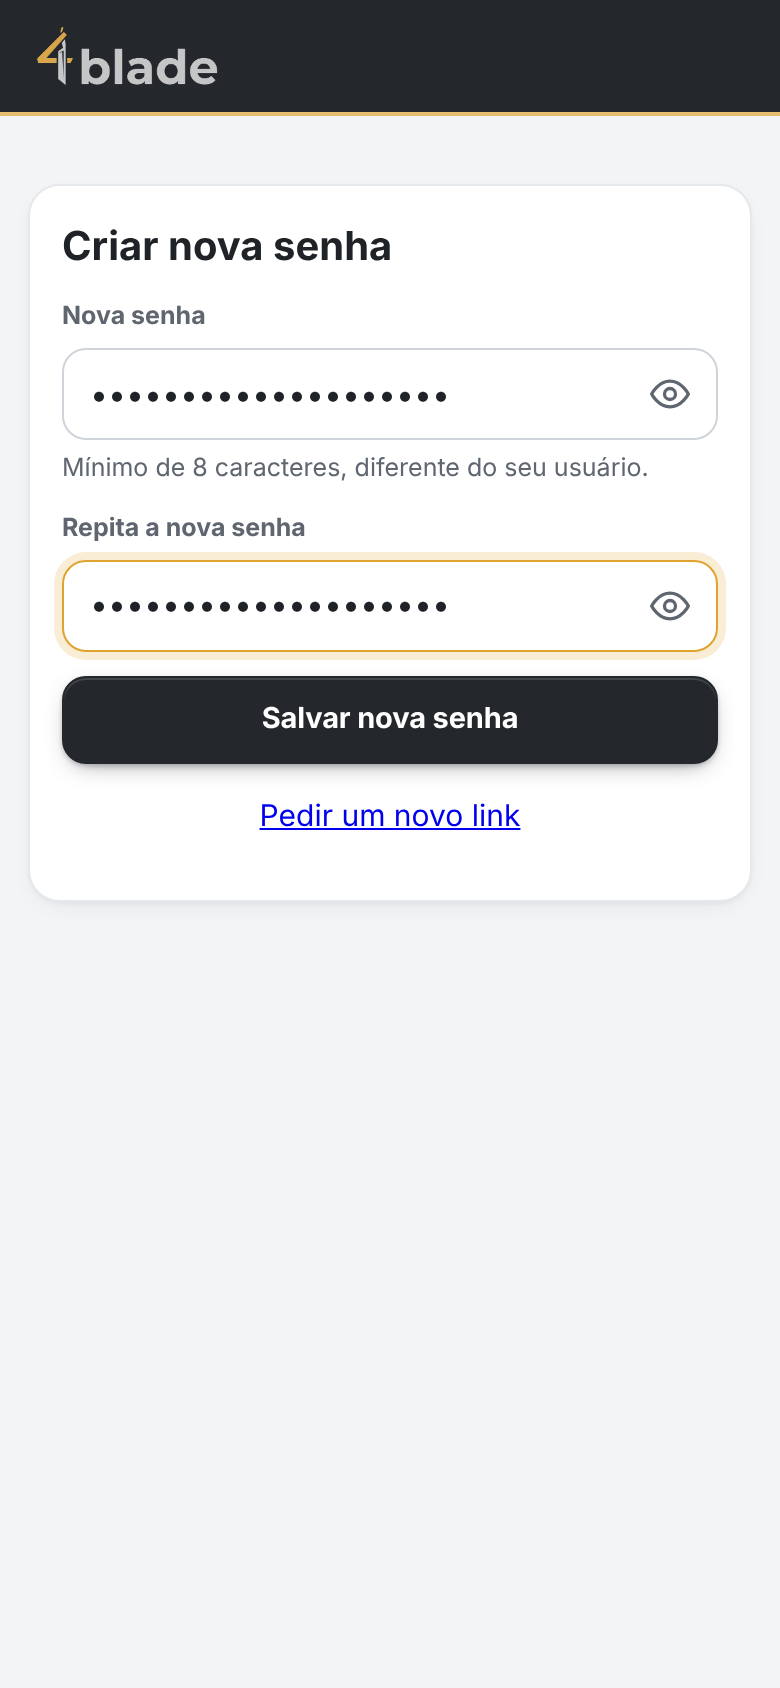 4blade
Criar nova senha
Nova senha
••••••••••••••••••••
Mínimo de 8 caracteres, diferente do seu usuário.
Repita a nova senha
••••••••••••••••••••
Salvar nova senha
Pedir um novo link